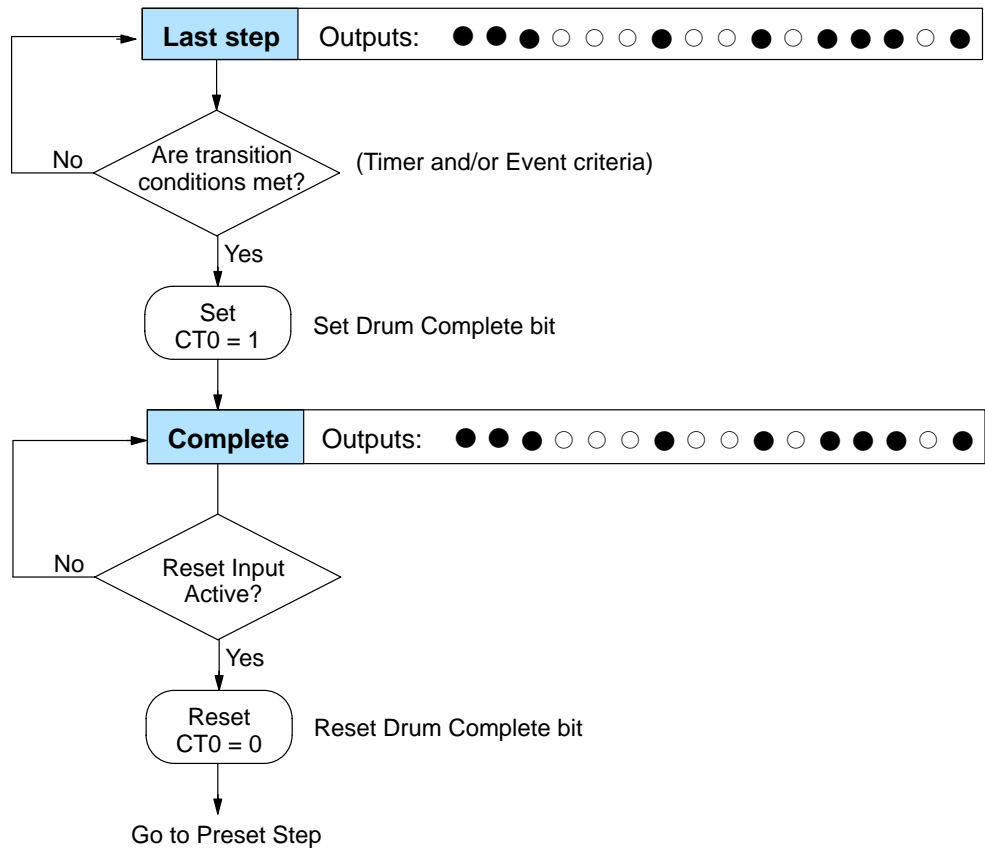 Last step Outputs:
No
Are transition
conditions met?
(Timer and/or Event criteria)
Yes
Set
CT0 = 1
Set Drum Complete bit
Complete Outputs:
No
Reset Input
Active?
Yes
Reset
CT0 = 0
Reset Drum Complete bit
Go to Preset Step